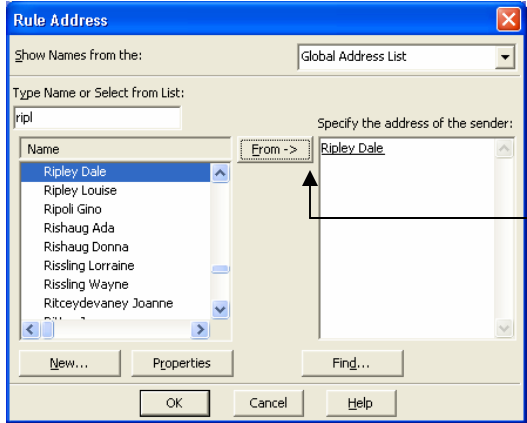 Rule Address
Show Names from the: Global Address List
Type Name or Select from List:
ripl
Specify the address of the sender:
Name
From ->
Ripley Dale
Ripley Dale
Ripley Louise
Ripoli Gino
Rishaug Ada
Rishaug Donna
Rissling Lorraine
Rissling Wayne
Ritceydevaney Joanne
New... Properties Find...
OK Cancel Help